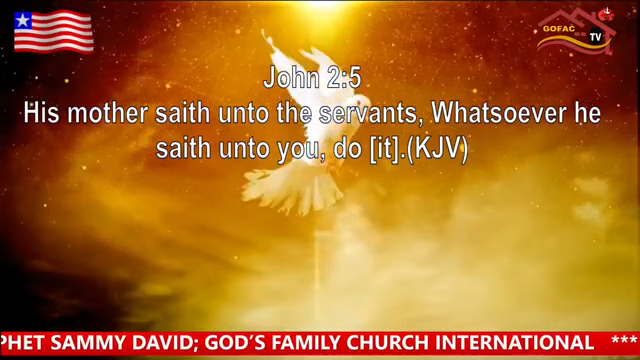 GOFAC
TV
John 2:5
His mother saith unto the servants, Whatsoever he
saith unto you, do [it].(KJV)
PHET SAMMY DAVID; GOD’S FAMILY CHURCH INTERNATIONAL ***